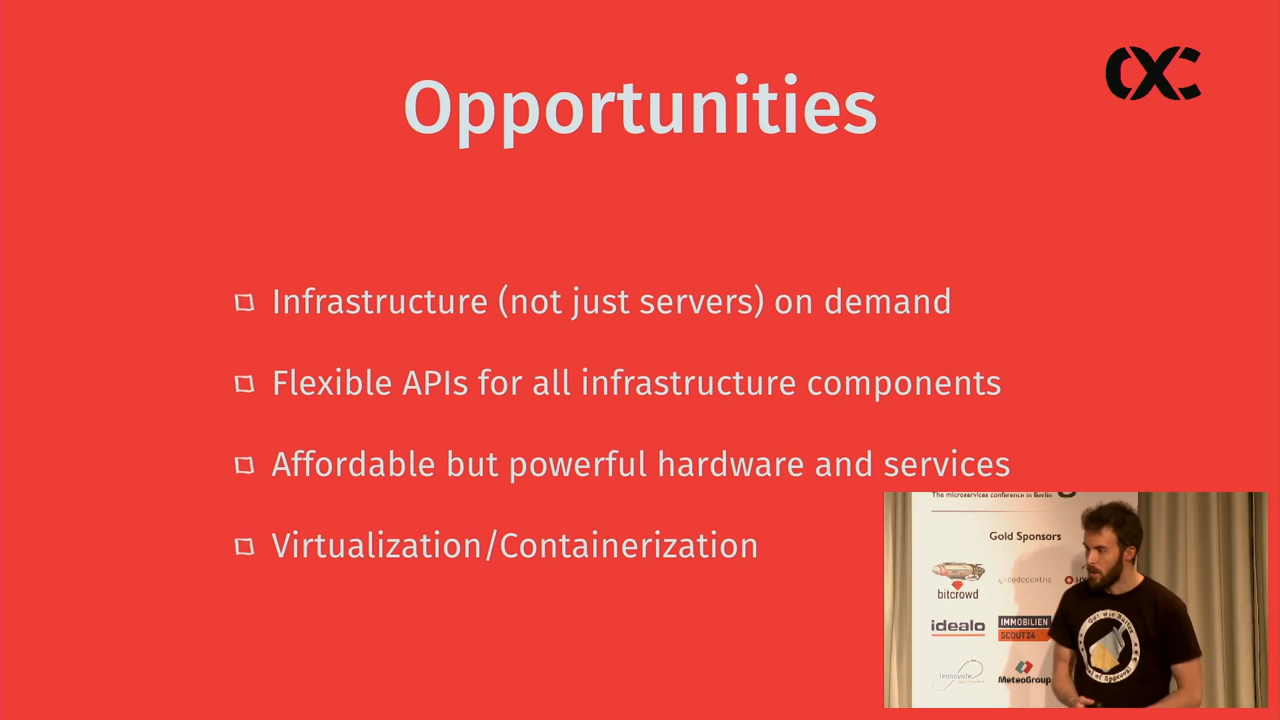 Opportunities
Infrastructure (not just servers) on demand
Flexible APIs for all infrastructure components
Affordable but powerful hardware and services
Virtualization/Containerization
The microservices conference in Berlin
Gold Sponsors
bitcrowd
codecentric
idealo
IMMOBILIEN
SCOUT24
innovate
MeteoGroup